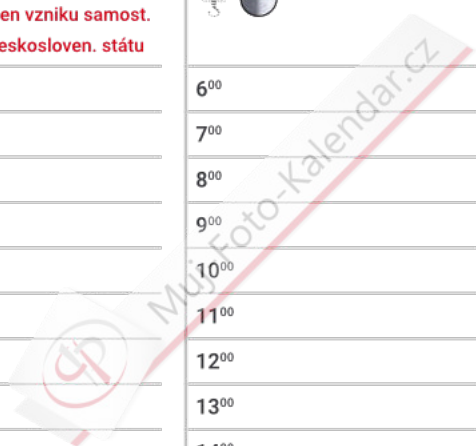 en vzniku samost.
eskosloven. státu
6⁰⁰
7⁰⁰
8⁰⁰
9⁰⁰
10⁰⁰
11⁰⁰
12⁰⁰
13⁰⁰
Muj-Foto-Kalendar.cz